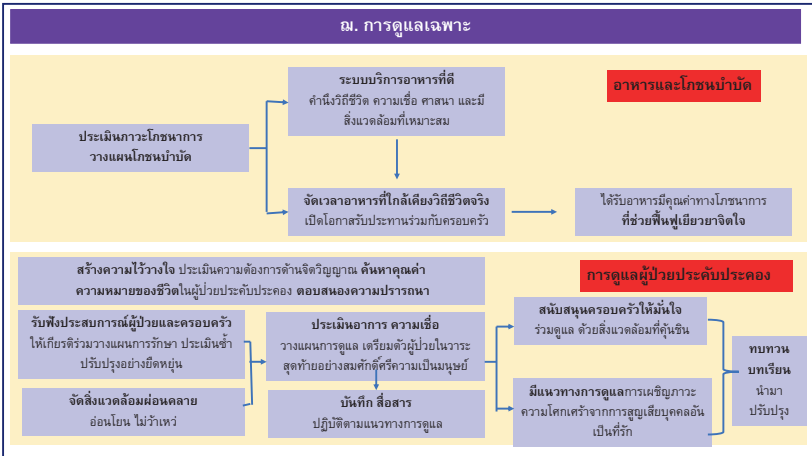 ฌ. การดูแลเฉพาะ
อาหารและโภชนบำบัด
ประเมินภาวะโภชนาการ
วางแผนโภชนบำบัด
ระบบบริการอาหารที่ดี
คำนึงวิถีชีวิต ความเชื่อ ศาสนา และมี
สิ่งแวดล้อมที่เหมาะสม
จัดเวลาอาหารที่ใกล้เคียงวิถีชีวิตจริง
เปิดโอกาสรับประทานร่วมกับครอบครัว
ได้รับอาหารมีคุณค่าทางโภชนาการ
ที่ช่วยฟื้นฟูเยียวยาจิตใจ
การดูแลผู้ป่วยประคับประคอง
สร้างความไว้วางใจ ประเมินความต้องการด้านจิตวิญญาณ ค้นหาคุณค่า
ความหมายของชีวิตในผู้ป่วยประคับประคอง ตอบสนองความปรารถนา
รับฟังประสบการณ์ผู้ป่วยและครอบครัว
ให้เกียรติร่วมวางแผนการรักษา ประเมินซ้ำ
ปรับปรุงอย่างยืดหยุ่น
จัดสิ่งแวดล้อมผ่อนคลาย
อ่อนโยน ไม่ว้าเหว่
ประเมินอาการ ความเชื่อ
วางแผนการดูแล เตรียมตัวผู้ป่วยในวาระ
สุดท้ายอย่างสมศักดิ์ศรีความเป็นมนุษย์
บันทึก สื่อสาร
ปฏิบัติตามแนวทางการดูแล
สนับสนุนครอบครัวให้มั่นใจ
ร่วมดูแล ด้วยสิ่งแวดล้อมที่คุ้นชิน
มีแนวทางการดูแลการเผชิญภาวะ
ความโศกเศร้าจากการสูญเสียบุคคลอัน
เป็นที่รัก
ทบทวน
บทเรียน
นำมา
ปรับปรุง